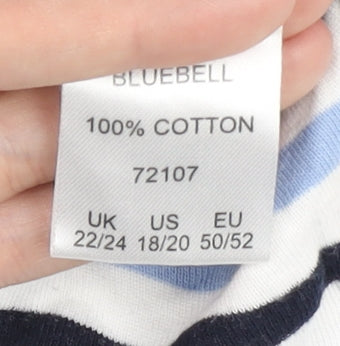 BLUEBELL
100% COTTON
72107
UK US EU
22/24 18/20 50/52